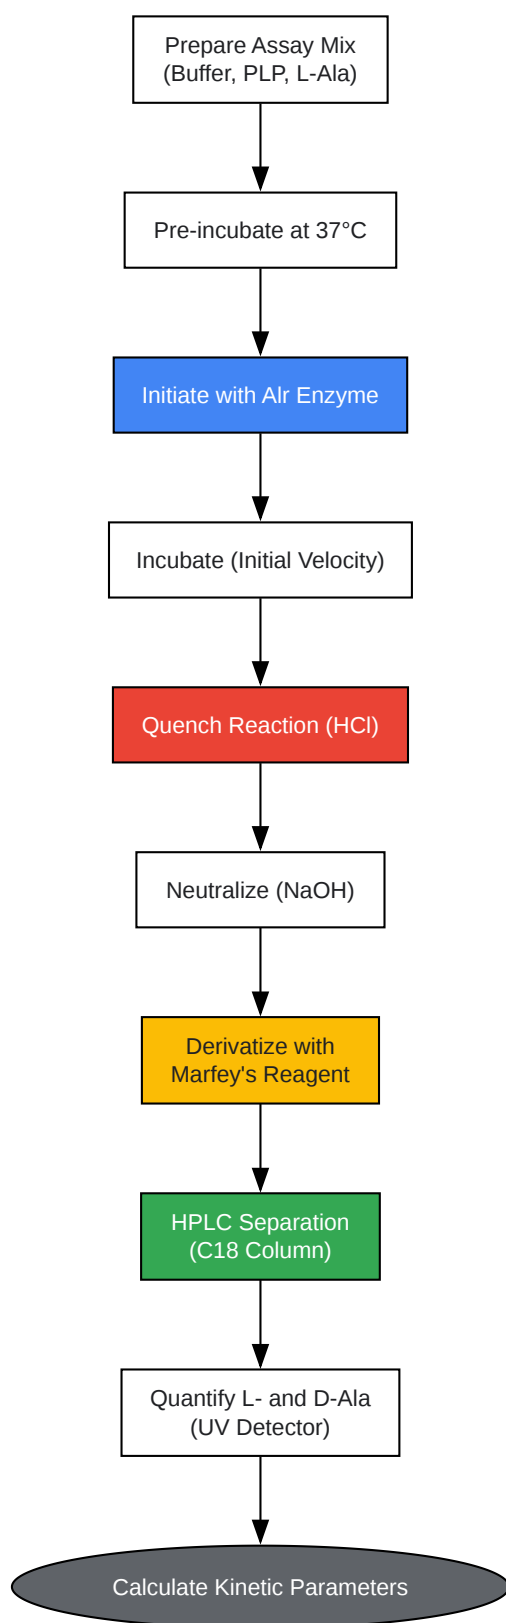 Prepare Assay Mix
(Buffer, PLP, L-Ala)
Pre-incubate at 37°C
Initiate with Alr Enzyme
Incubate (Initial Velocity)
Quench Reaction (HCl)
Neutralize (NaOH)
Derivatize with
Marfey's Reagent
HPLC Separation
(C18 Column)
Quantify L- and D-Ala
(UV Detector)
Calculate Kinetic Parameters